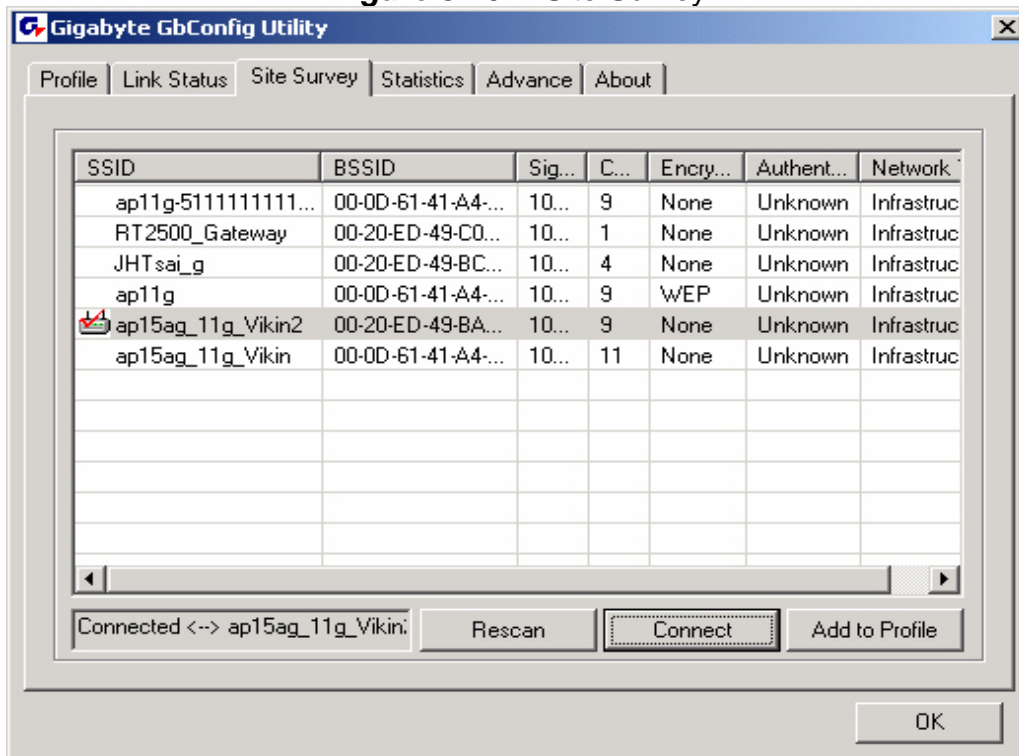 Gigabyte GbConfig Utility
Profile Link Status Site Survey Statistics Advance About
SSID BSSID Sig... C... Encry... Authent... Network
ap11g-5111111111... 00-0D-61-41-A4-... 10... 9 None Unknown Infrastruc
RT2500_Gateway 00-20-ED-49-C0... 10... 1 None Unknown Infrastruc
JHTsai_g 00-20-ED-49-BC... 10... 4 None Unknown Infrastruc
ap11g 00-0D-61-41-A4-... 10... 9 WEP Unknown Infrastruc
ap15ag_11g_Vikin2 00-20-ED-49-BA... 10... 9 None Unknown Infrastruc
ap15ag_11g_Vikin 00-0D-61-41-A4-... 10... 11 None Unknown Infrastruc
Connected <--> ap15ag_11g_Vikin Rescan Connect Add to Profile
OK